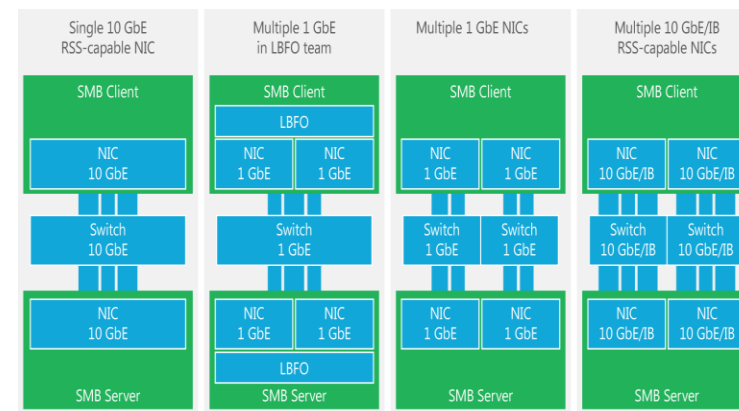 Single 10 GbE
RSS-capable NIC
SMB Client
NIC
10 GbE
Switch
10 GbE
NIC
10 GbE
SMB Server
Multiple 1 GbE
in LBFO team
SMB Client
LBFO
NIC
1 GbE
NIC
1 GbE
Switch
1 GbE
NIC
1 GbE
NIC
1 GbE
LBFO
SMB Server
Multiple 1 GbE NICs
SMB Client
NIC
1 GbE
NIC
1 GbE
Switch
1 GbE
Switch
1 GbE
NIC
1 GbE
NIC
1 GbE
SMB Server
Multiple 10 GbE/IB
RSS-capable NICs
SMB Client
NIC
10 GbE/IB
NIC
10 GbE/IB
Switch
10 GbE/IB
Switch
10 GbE/IB
NIC
10 GbE/IB
NIC
10 GbE/IB
SMB Server